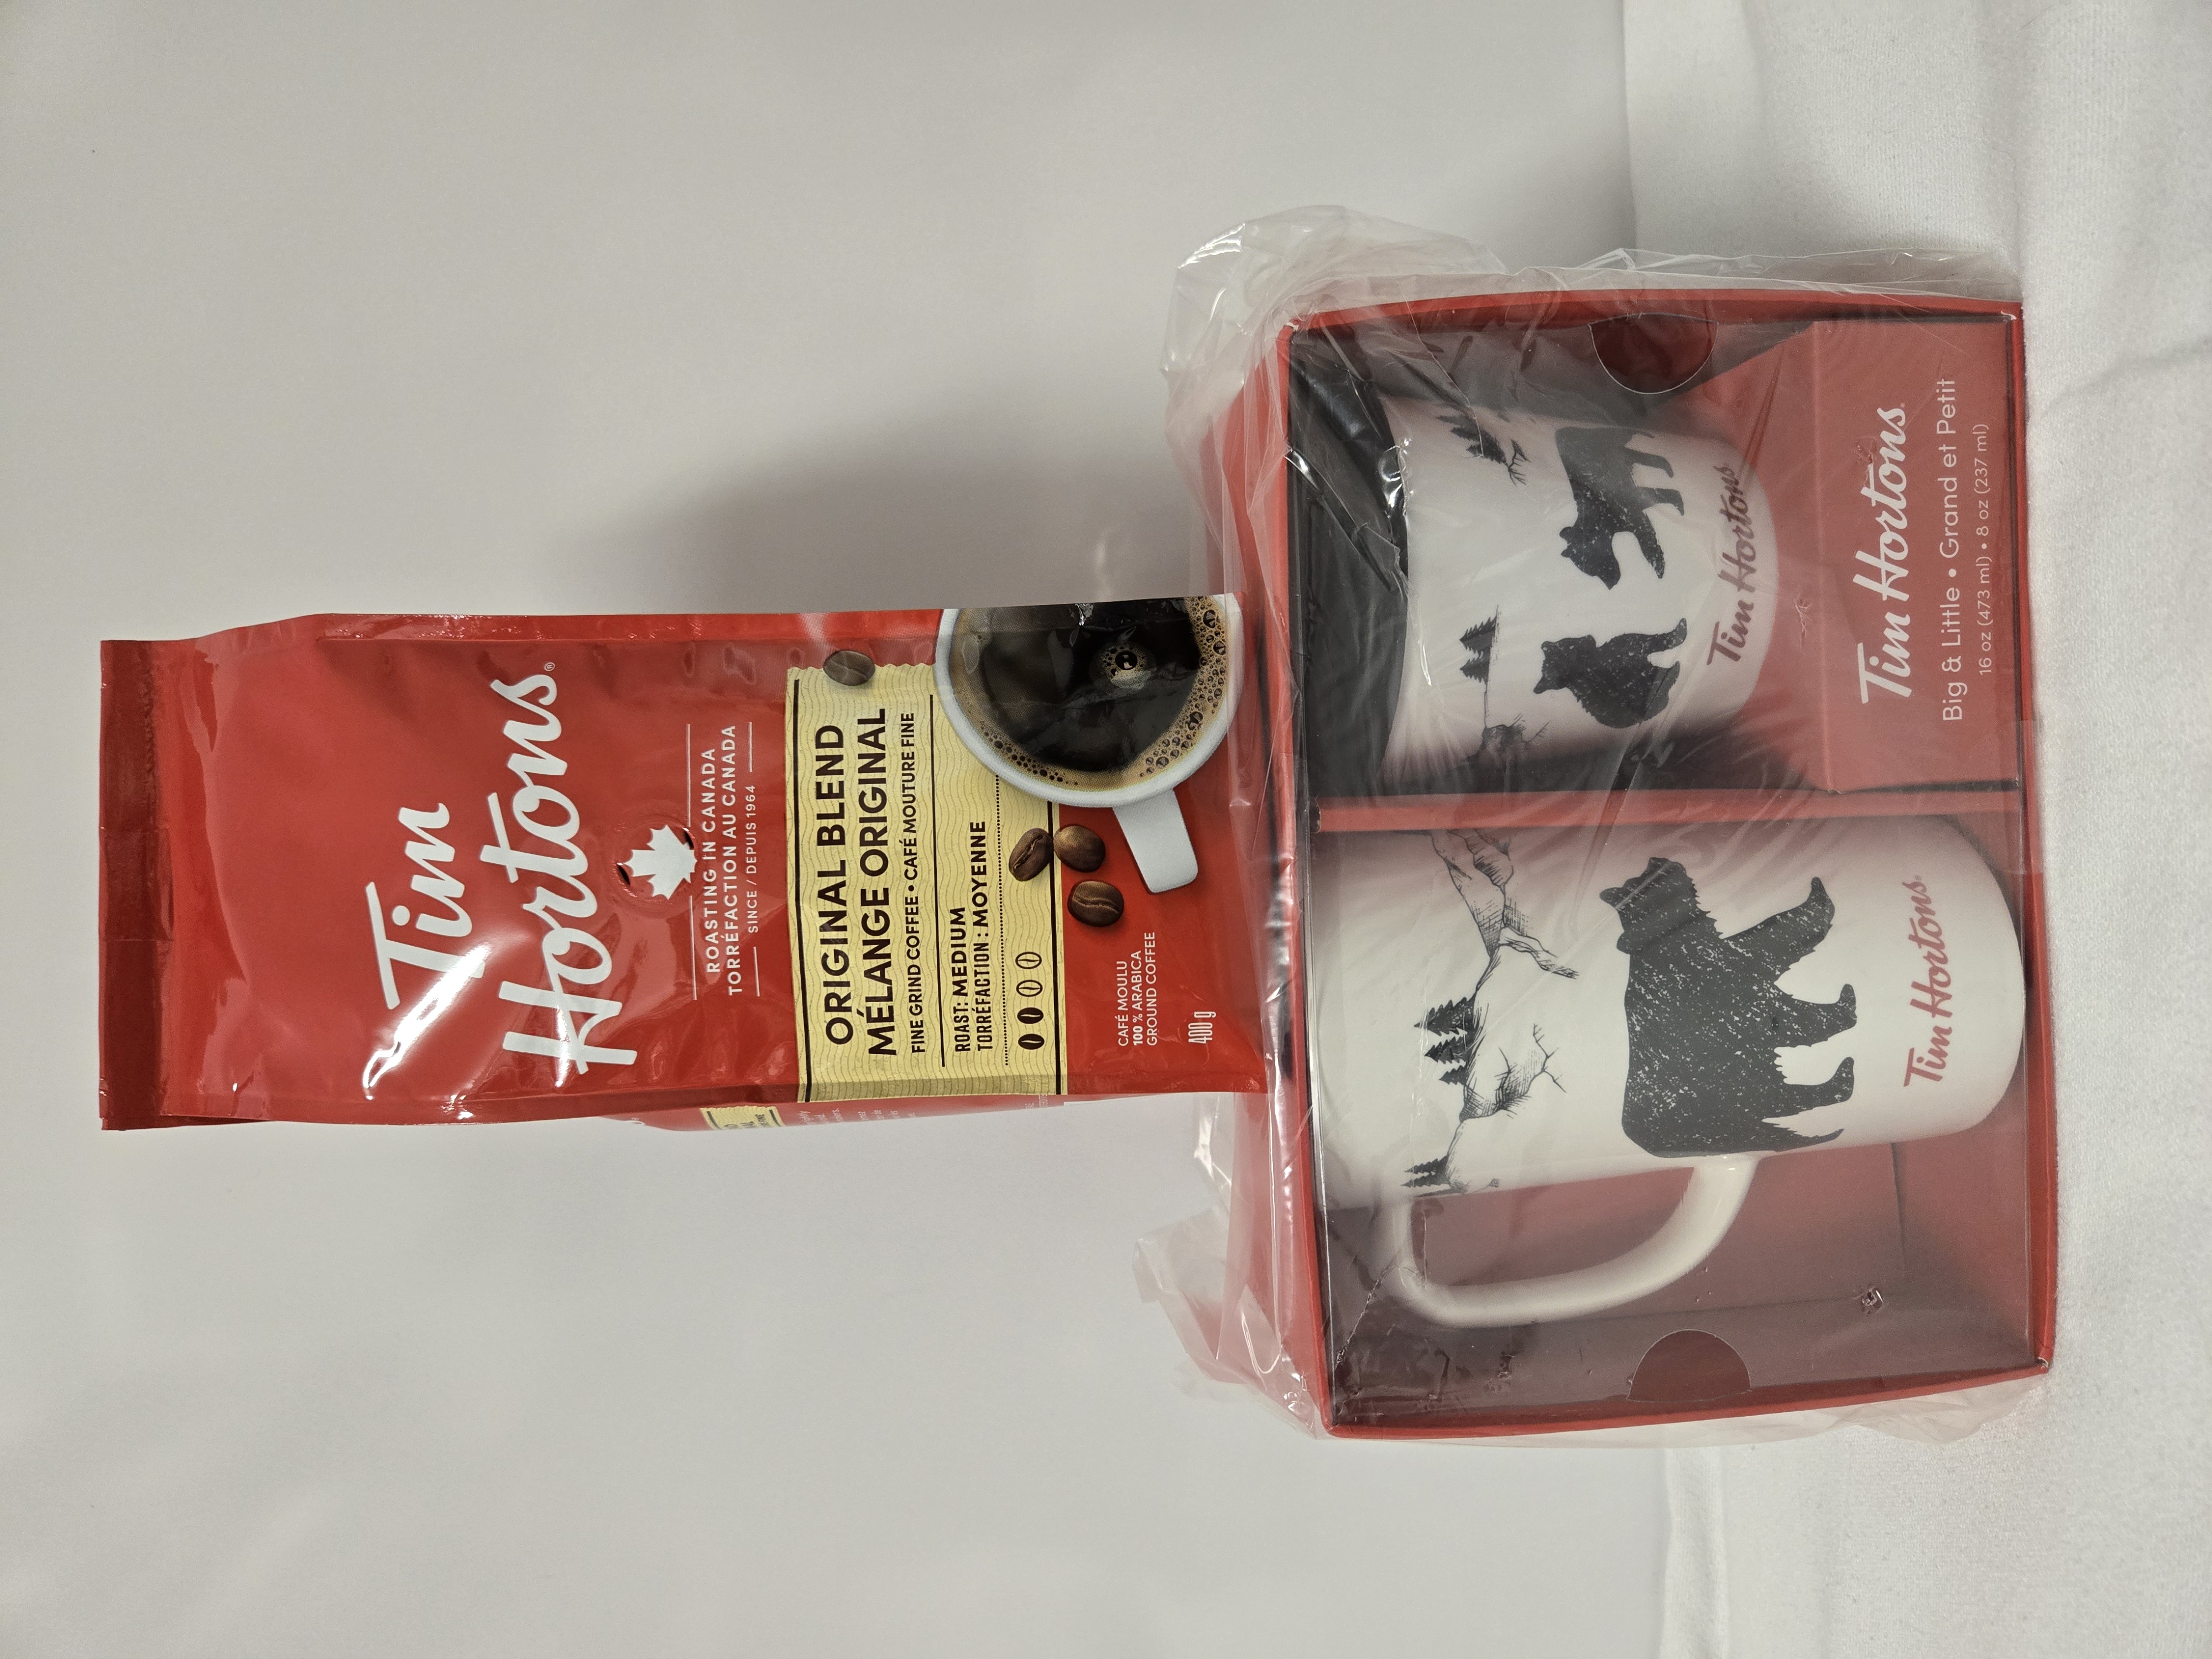 Tim
Hortons®
ROASTING IN CANADA
TORRÉFACTION AU CANADA
SINCE / DEPUIS 1964
ORIGINAL BLEND
MÉLANGE ORIGINAL
FINE GRIND COFFEE • CAFÉ MOUTURE FINE
ROAST: MEDIUM
TORRÉFACTION : MOYENNE
CAFÉ MOULU
100 % ARABICA
GROUND COFFEE
400 g
Tim Hortons®
Tim Hortons
Tim Hortons®
Big & Little • Grand et Petit
16 oz (473 ml) • 8 oz (237 ml)